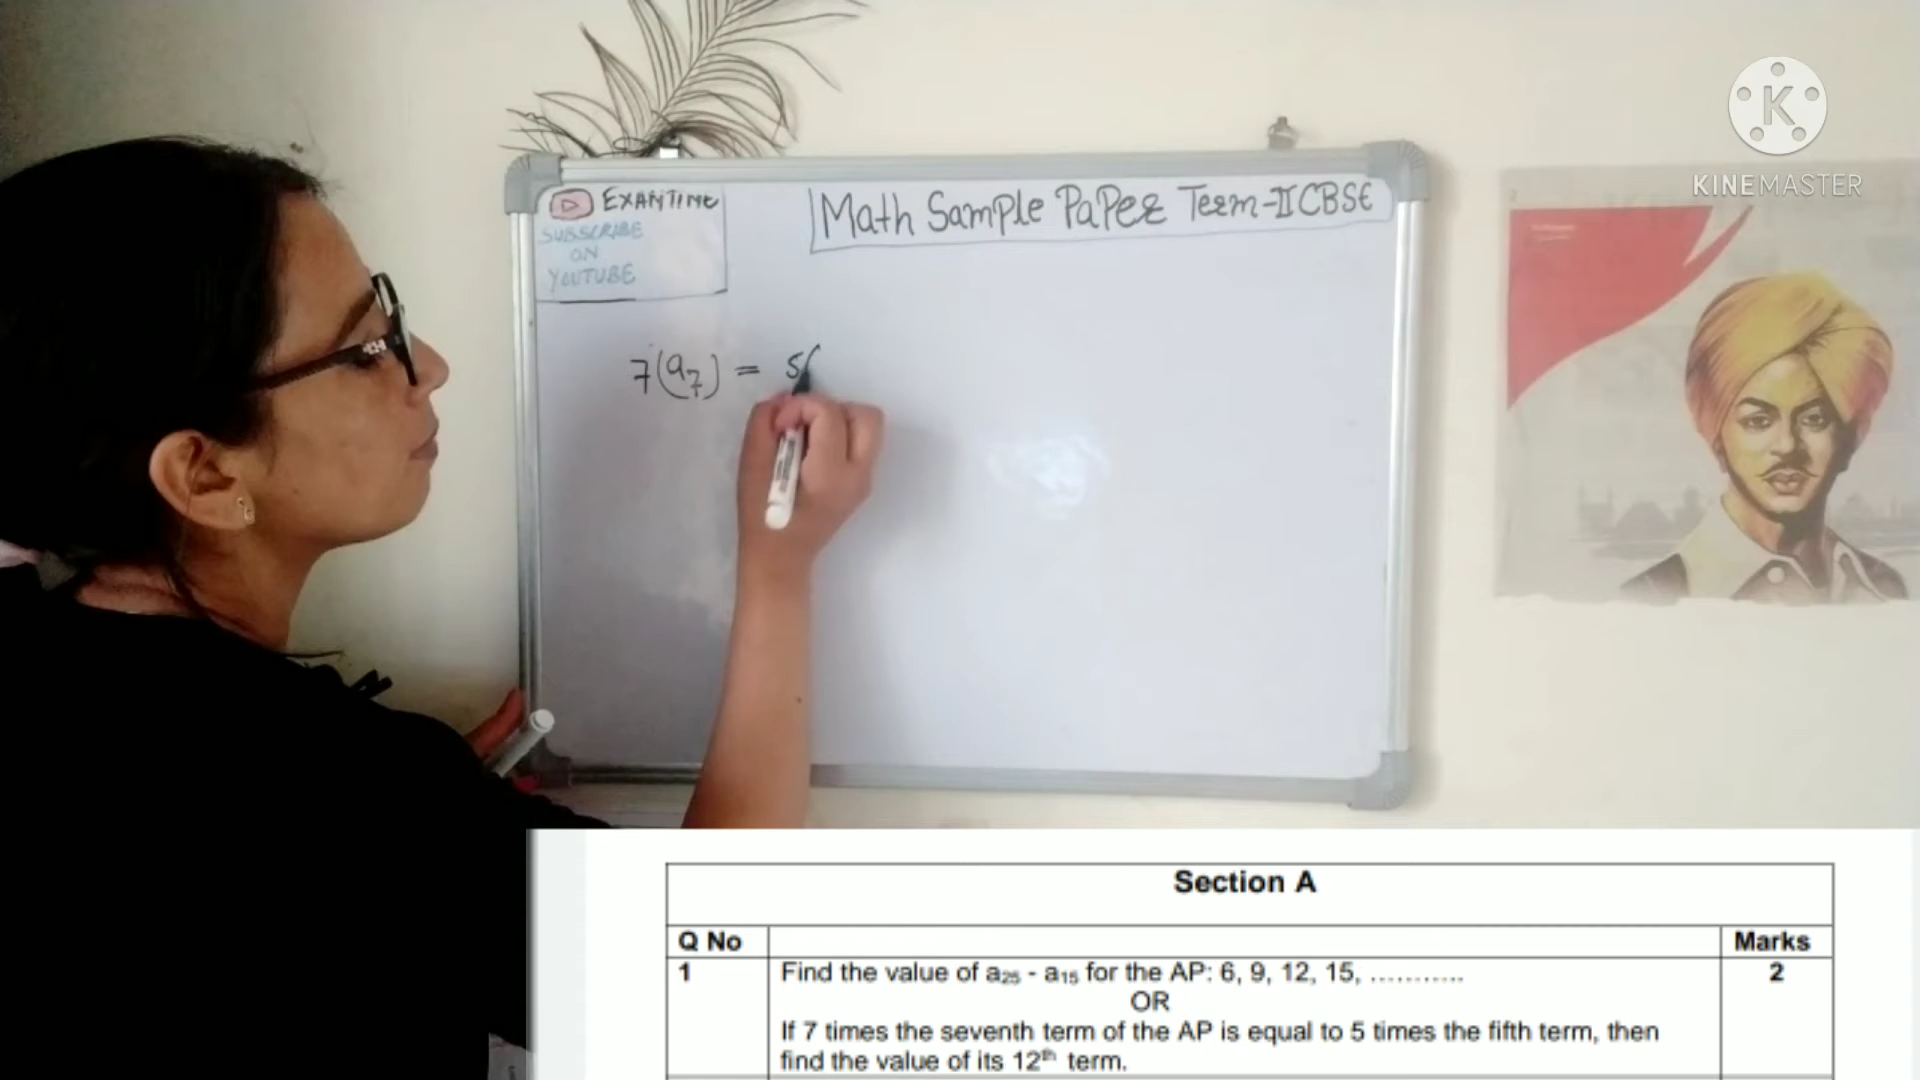 KINEMASTER
EXAMTIME
SUBSCRIBE
ON
YOUTUBE
Math Sample Paper Term-II CBSE
7(a₇) = 5(
Section A
Q No
Marks
1
Find the value of a₂₅ - a₁₅ for the AP: 6, 9, 12, 15, ………..
2
OR
If 7 times the seventh term of the AP is equal to 5 times the fifth term, then
find the value of its 12ᵗʰ term.